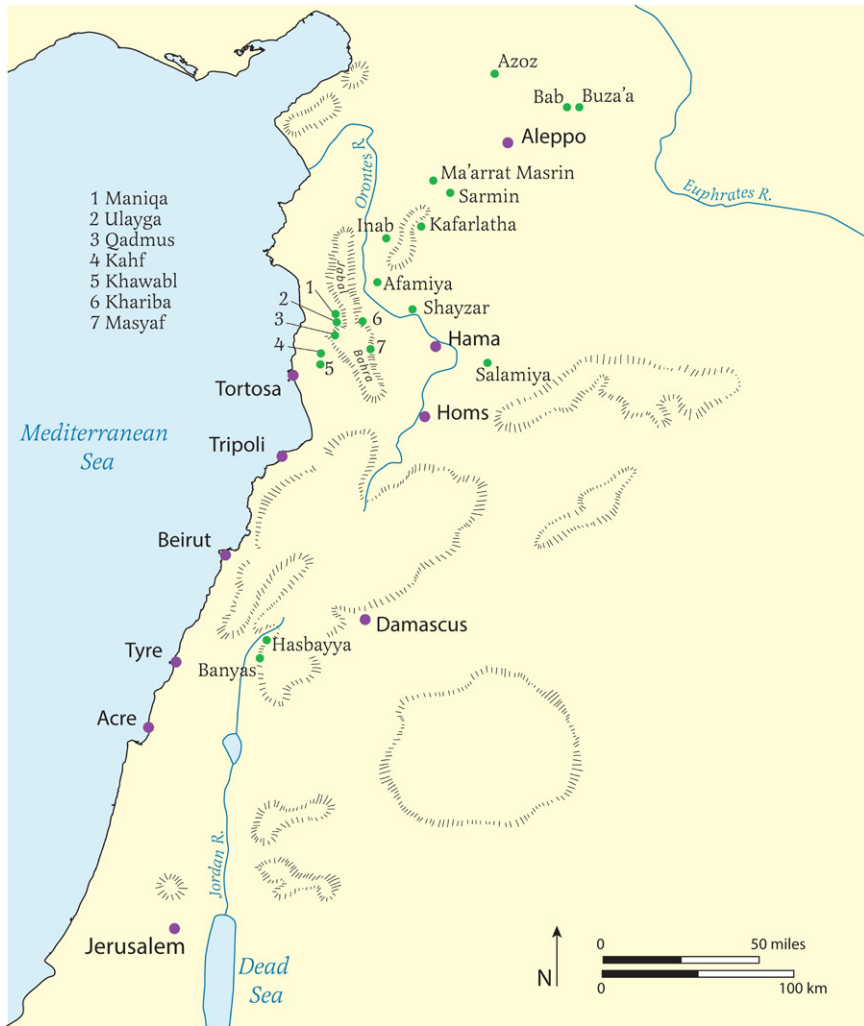 Azoz
Bab
Buza'a
Aleppo
Orontes R.
Ma'arrat Masrin
Sarmin
Euphrates R.
1 Maniqa
2 Ulayga
3 Qadmus
4 Kahf
5 Khawabl
6 Khariba
7 Masyaf
Inab
Kafarlatha
Jaqal
Afamiya
1
2
3
4
5
6
7
Shayzar
Hama
Bahra
Salamiya
Tortosa
Homs
Mediterranean
Sea
Tripoli
Beirut
Damascus
Hasbayya
Tyre
Banyas
Acre
Jordan R.
Jerusalem
Dead
Sea
N
0
50 miles
0
100 km